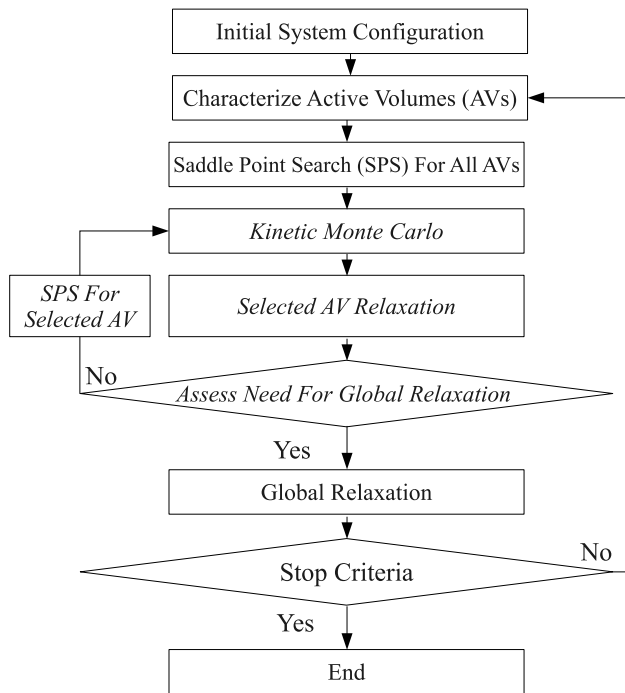 Initial System Configuration
Characterize Active Volumes (AVs)
Saddle Point Search (SPS) For All AVs
Kinetic Monte Carlo
SPS For
Selected AV
Selected AV Relaxation
No
Assess Need For Global Relaxation
Yes
Global Relaxation
No
Stop Criteria
Yes
End